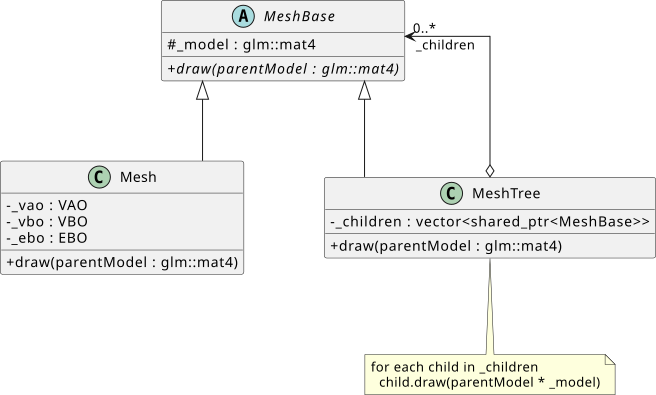 A MeshBase
#_model : glm::mat4
+draw(parentModel : glm::mat4)
0..*
_children
C Mesh
-_vao : VAO
-_vbo : VBO
-_ebo : EBO
+draw(parentModel : glm::mat4)
C MeshTree
-_children : vector<shared_ptr<MeshBase>>
+draw(parentModel : glm::mat4)
for each child in _children
child.draw(parentModel * _model)